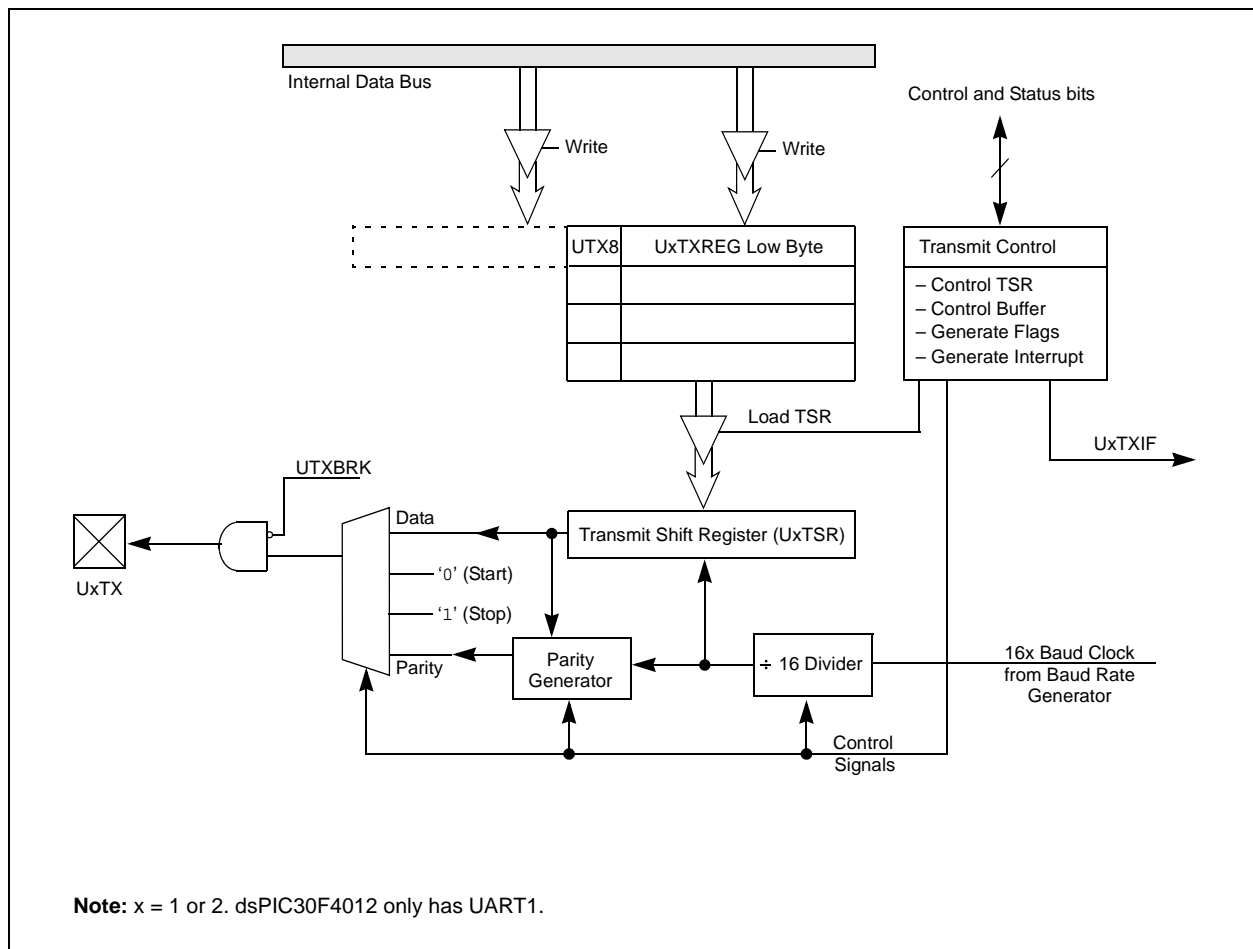 Internal Data Bus
Control and Status bits
Write
Write
UTX8
UxTXREG Low Byte
Transmit Control
– Control TSR
– Control Buffer
– Generate Flags
– Generate Interrupt
Load TSR
UxTXIF
UTXBRK
Data
Transmit Shift Register (UxTSR)
UxTX
‘0’ (Start)
‘1’ (Stop)
Parity
Parity
Generator
÷ 16 Divider
16x Baud Clock
from Baud Rate
Generator
Control
Signals
Note: x = 1 or 2. dsPIC30F4012 only has UART1.